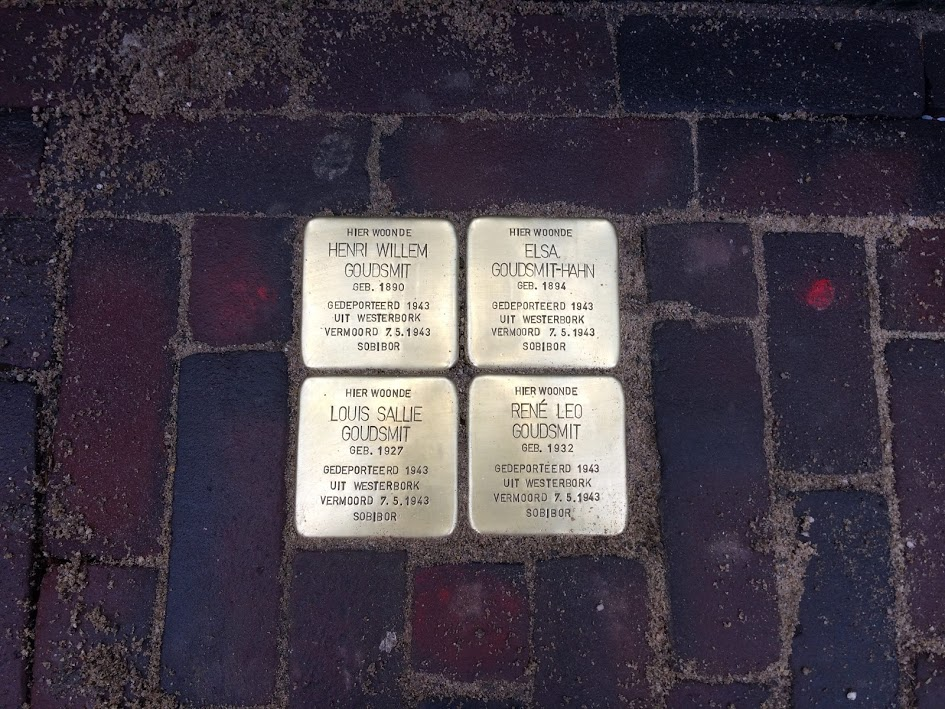 HIER WOONDE
HENRI WILLEM
GOUDSMIT
GEB. 1890
GEDEPORTEERD 1943
UIT WESTERBORK
VERMOORD 7.5.1943
SOBIBOR
HIER WOONDE
ELSA
GOUDSMIT-HAHN
GEB. 1894
GEDEPORTEERD 1943
UIT WESTERBORK
VERMOORD 7.5.1943
SOBIBOR
HIER WOONDE
LOUIS SALLIE
GOUDSMIT
GEB. 1927
GEDEPORTEERD 1943
UIT WESTERBORK
VERMOORD 7.5.1943
SOBIBOR
HIER WOONDE
RENÉ LEO
GOUDSMIT
GEB. 1932
GEDEPORTEERD 1943
UIT WESTERBORK
VERMOORD 7.5.1943
SOBIBOR